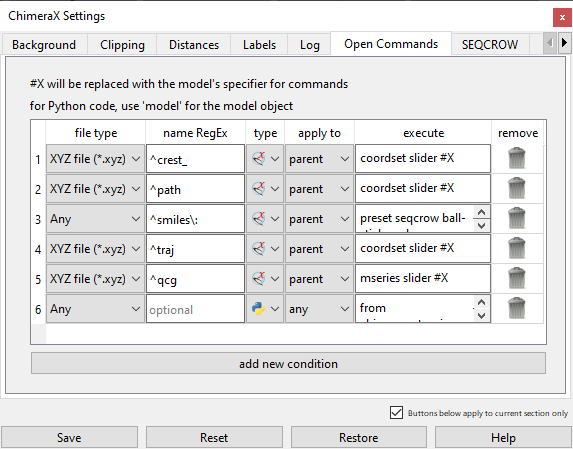 ChimeraX Settings
Background Clipping Distances Labels Log Open Commands SEQCROW
#X will be replaced with the model's specifier for commands
for Python code, use 'model' for the model object
file type name RegEx type apply to execute remove
1 XYZ file (*.xyz) ^crest_ parent coordset slider #X
2 XYZ file (*.xyz) ^path parent coordset slider #X
3 Any ^smiles\: parent preset seqcrow ball-
4 XYZ file (*.xyz) ^traj parent coordset slider #X
5 XYZ file (*.xyz) ^qcg parent mseries slider #X
6 Any optional any from
add new condition
Buttons below apply to current section only
Save Reset Restore Help